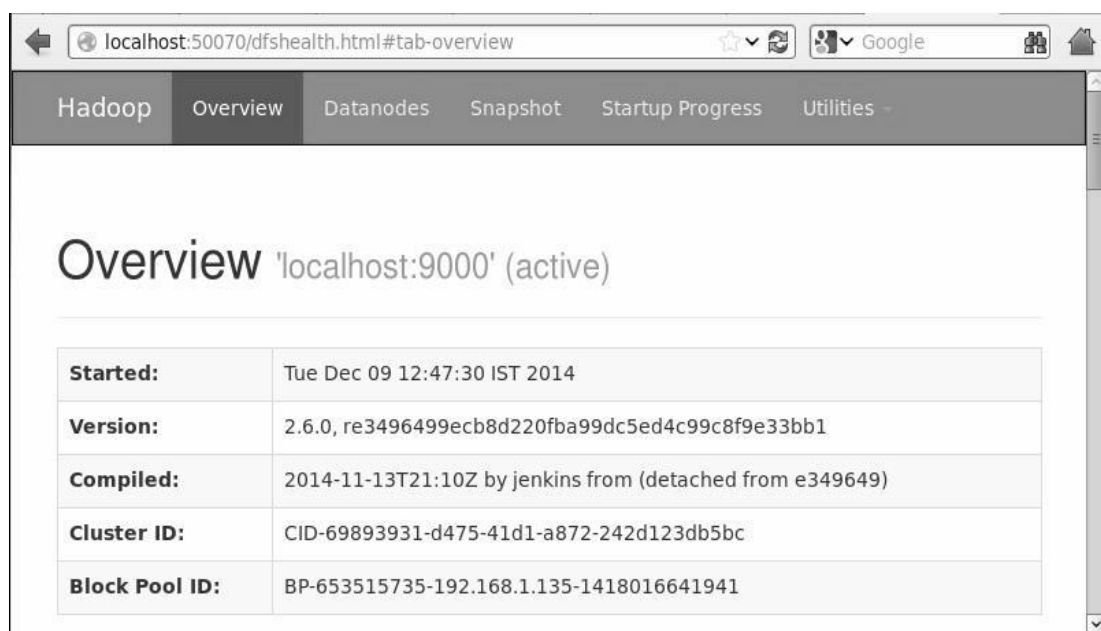 localhost:50070/dfshealth.html#tab-overview Google
Hadoop Overview Datanodes Snapshot Startup Progress Utilities
Overview 'localhost:9000' (active)
Started: Tue Dec 09 12:47:30 IST 2014
Version: 2.6.0, re3496499ecb8d220fba99dc5ed4c99c8f9e33bb1
Compiled: 2014-11-13T21:10Z by jenkins from (detached from e349649)
Cluster ID: CID-69893931-d475-41d1-a872-242d123db5bc
Block Pool ID: BP-653515735-192.168.1.135-1418016641941